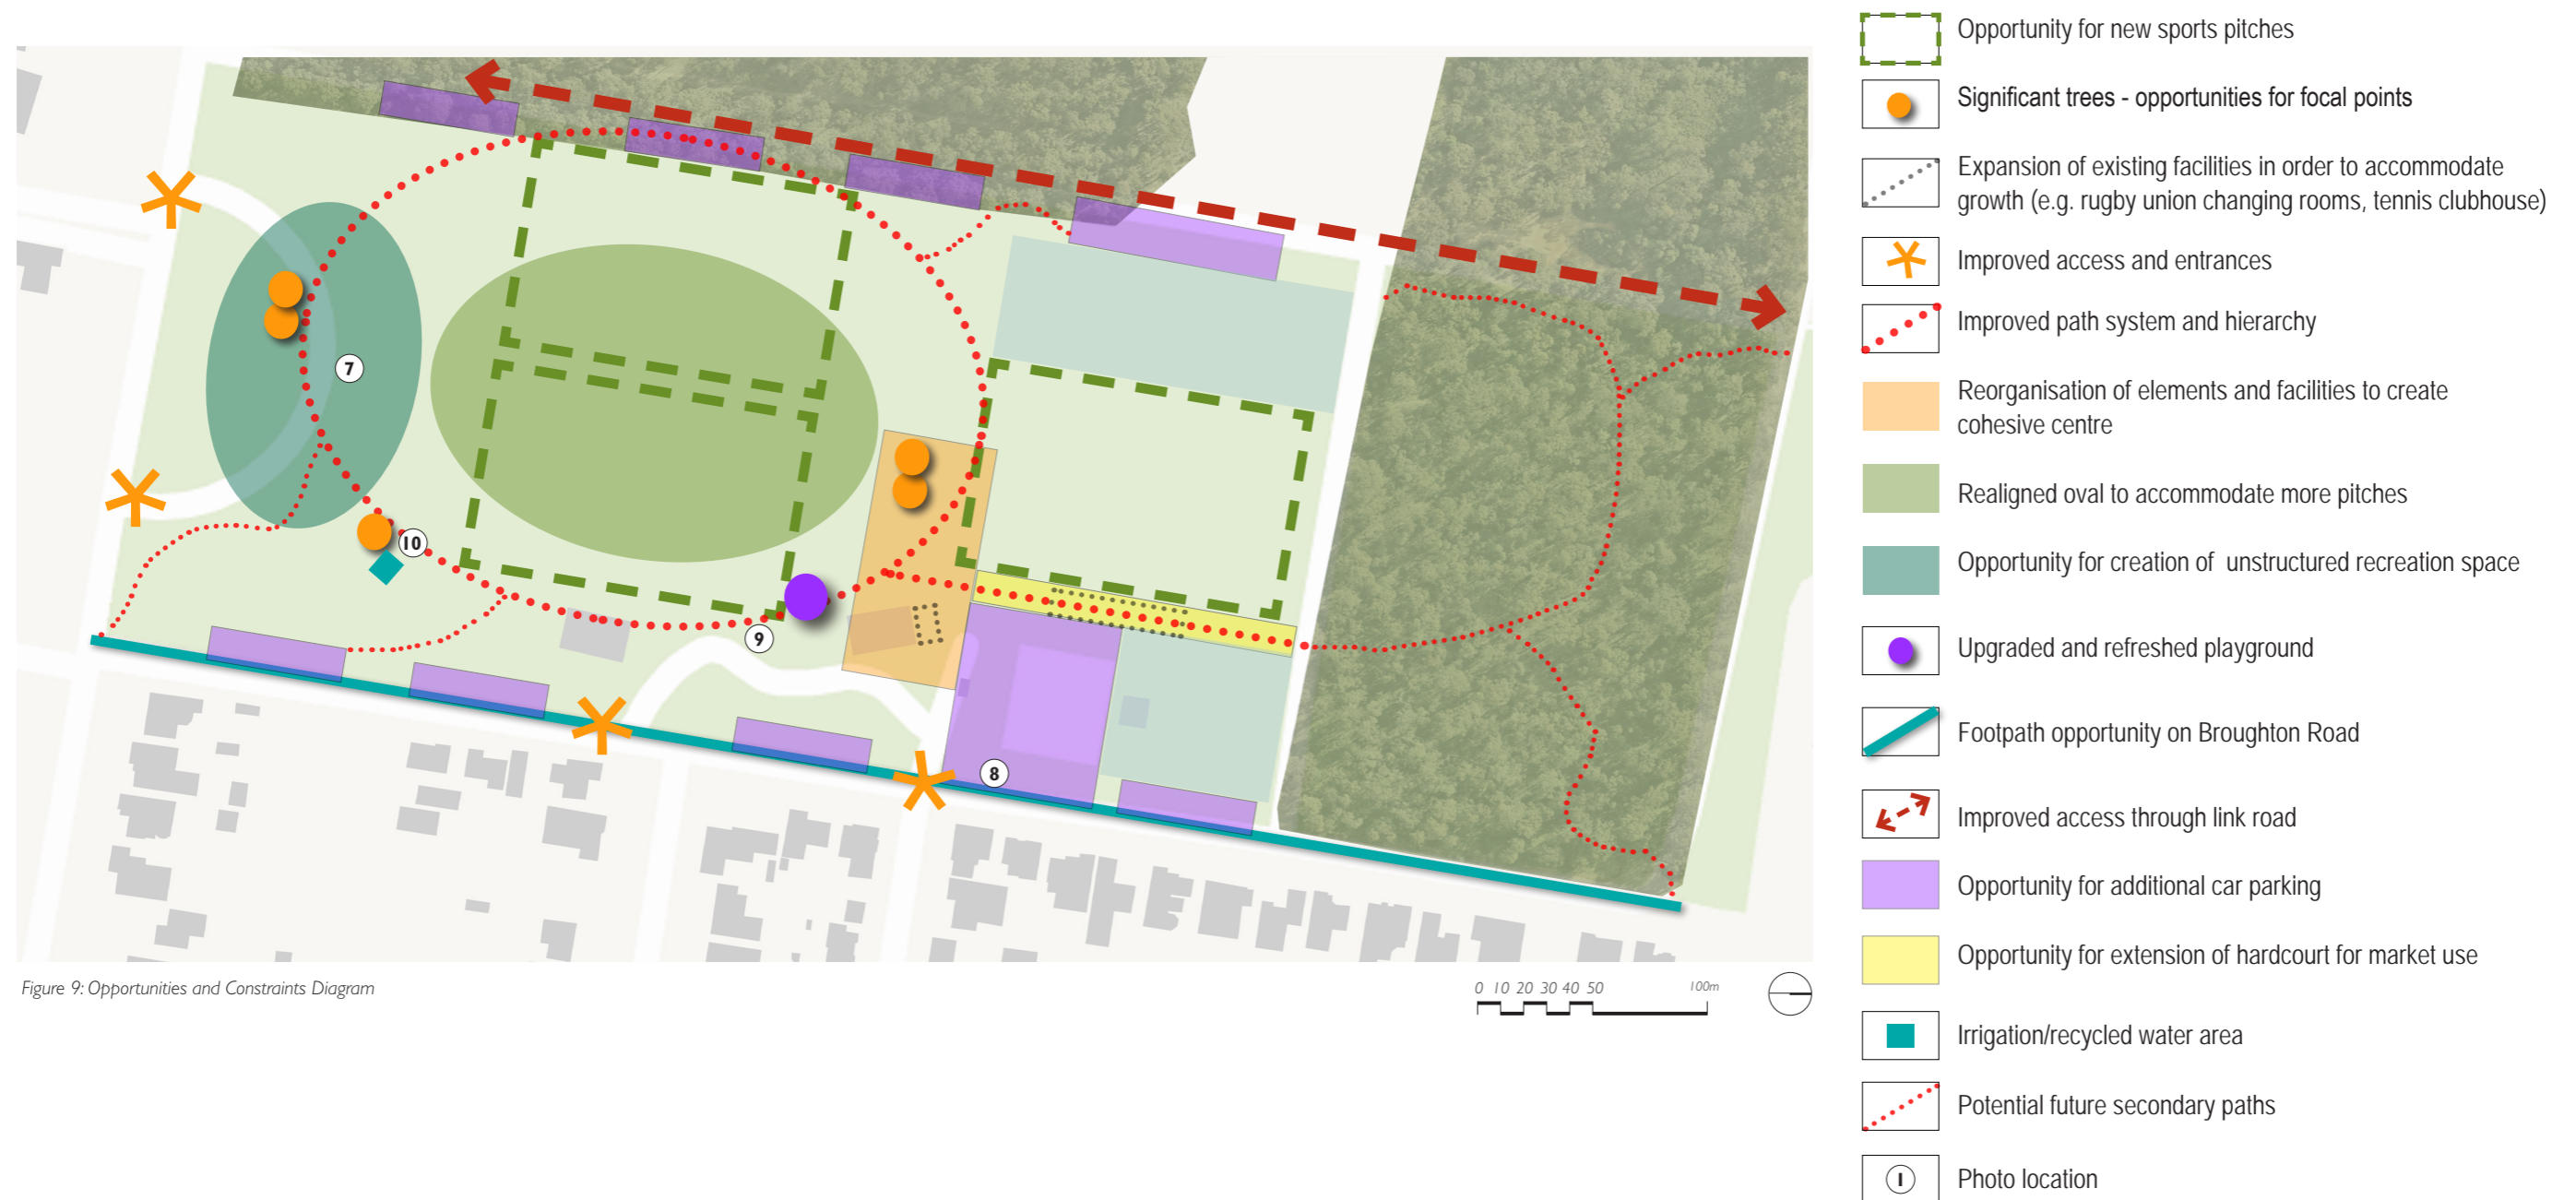 7
10
9
8
Figure 9: Opportunities and Constraints Diagram
0 10 20 30 40 50 100m
Opportunity for new sports pitches
Significant trees - opportunities for focal points
Expansion of existing facilities in order to accommodate
growth (e.g. rugby union changing rooms, tennis clubhouse)
Improved access and entrances
Improved path system and hierarchy
Reorganisation of elements and facilities to create
cohesive centre
Realigned oval to accommodate more pitches
Opportunity for creation of unstructured recreation space
Upgraded and refreshed playground
Footpath opportunity on Broughton Road
Improved access through link road
Opportunity for additional car parking
Opportunity for extension of hardcourt for market use
Irrigation/recycled water area
Potential future secondary paths
1 Photo location